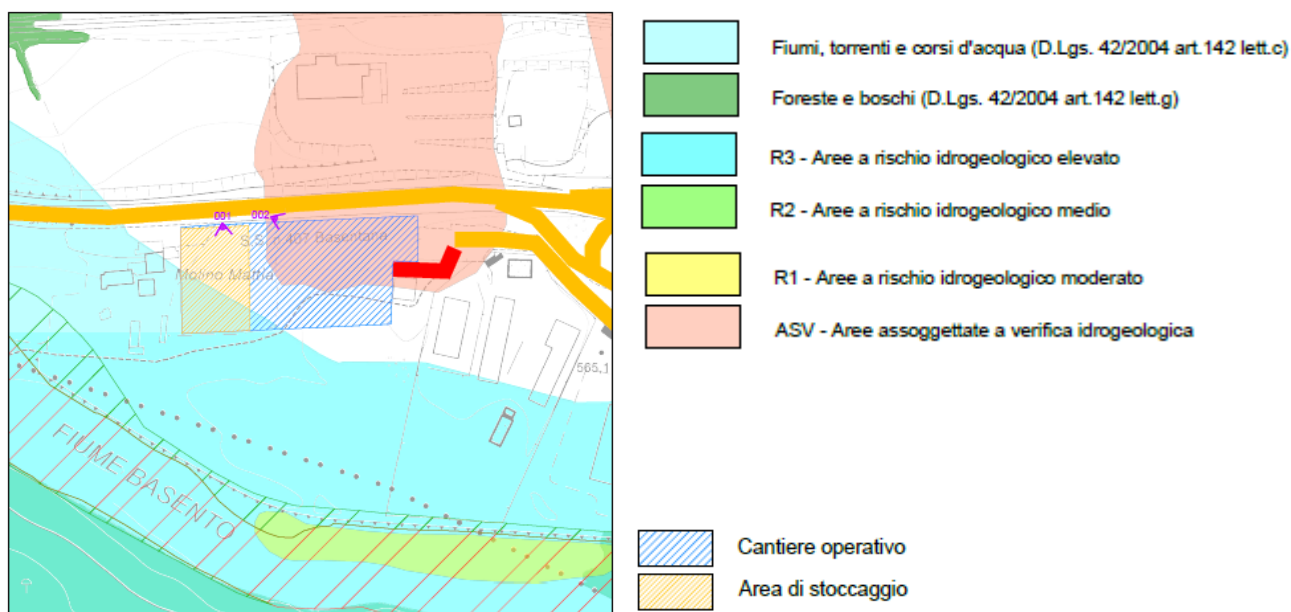 001
002
S.S. n.407 Basentana
Molino Mattia
565,1
FIUME BASENTO
Fiumi, torrenti e corsi d'acqua (D.Lgs. 42/2004 art.142 lett.c)
Foreste e boschi (D.Lgs. 42/2004 art.142 lett.g)
R3 - Aree a rischio idrogeologico elevato
R2 - Aree a rischio idrogeologico medio
R1 - Aree a rischio idrogeologico moderato
ASV - Aree assoggettate a verifica idrogeologica
Cantiere operativo
Area di stoccaggio